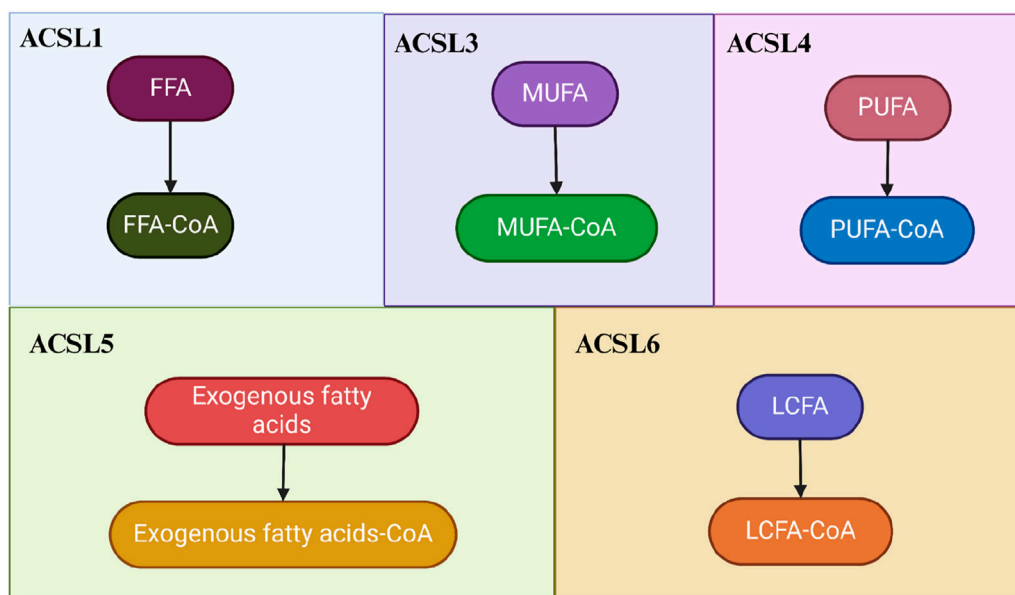 ACSL1
FFA
FFA-CoA
ACSL3
MUFA
MUFA-CoA
ACSL4
PUFA
PUFA-CoA
ACSL5
Exogenous fatty
acids
Exogenous fatty acids-CoA
ACSL6
LCFA
LCFA-CoA